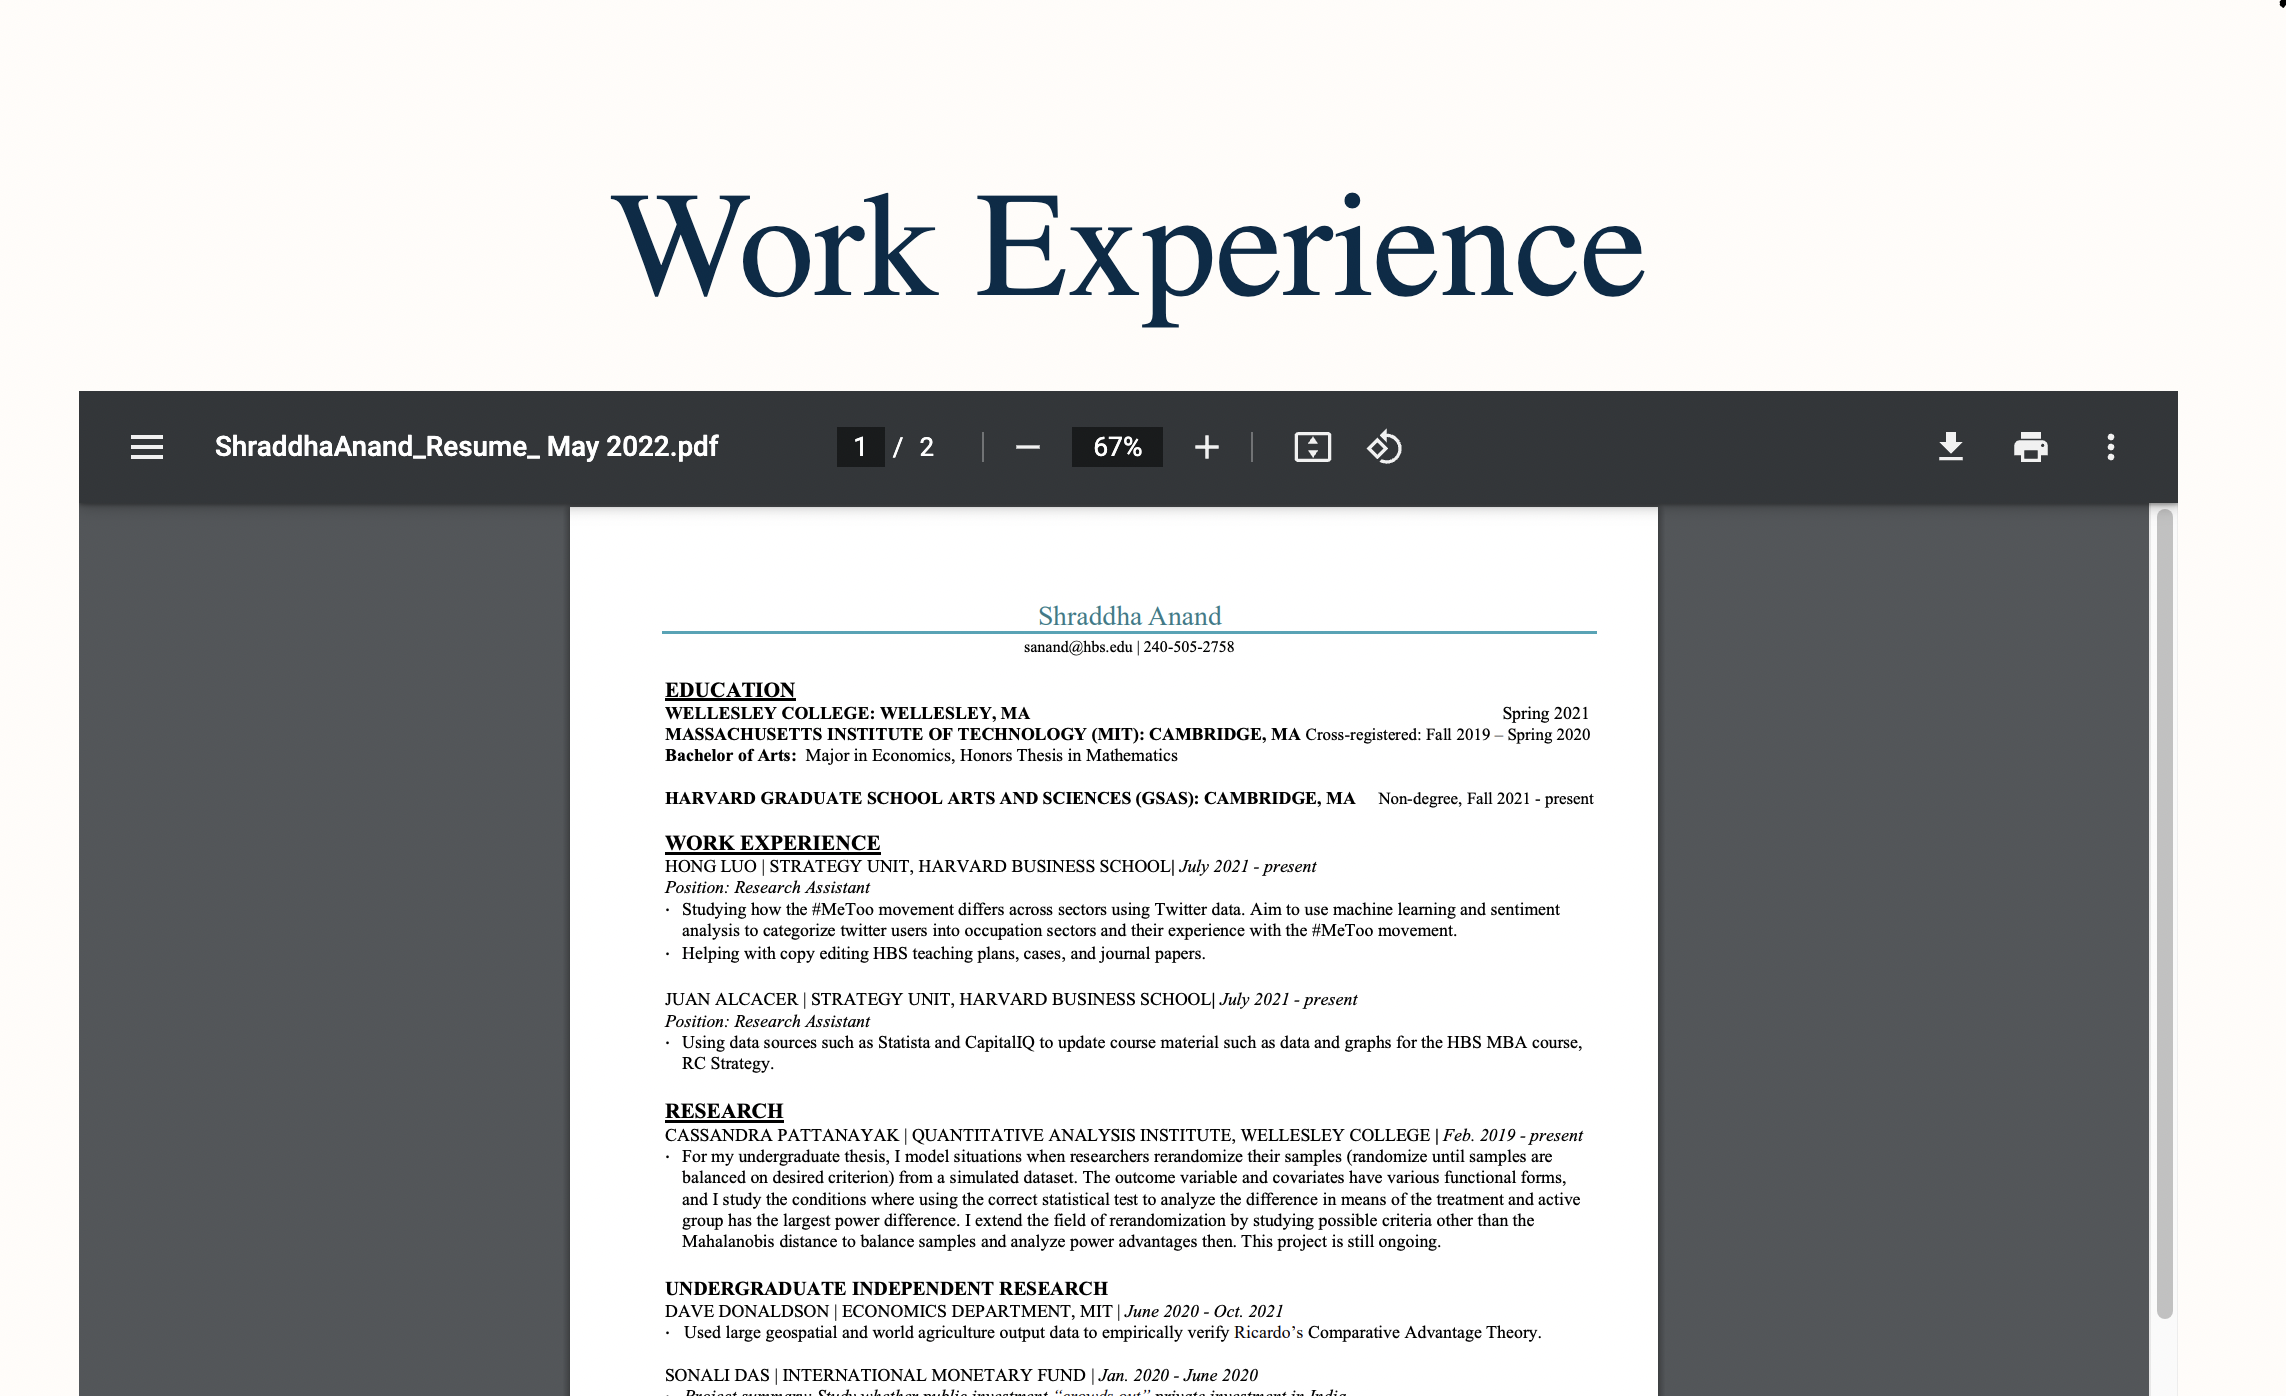 Work Experience
ShraddhaAnand_Resume_ May 2022.pdf 1 / 2 67%
Shraddha Anand
sanand@hbs.edu | 240-505-2758
EDUCATION
WELLESLEY COLLEGE: WELLESLEY, MA Spring 2021
MASSACHUSETTS INSTITUTE OF TECHNOLOGY (MIT): CAMBRIDGE, MA Cross-registered: Fall 2019 – Spring 2020
Bachelor of Arts: Major in Economics, Honors Thesis in Mathematics
HARVARD GRADUATE SCHOOL ARTS AND SCIENCES (GSAS): CAMBRIDGE, MA Non-degree, Fall 2021 - present
WORK EXPERIENCE
HONG LUO | STRATEGY UNIT, HARVARD BUSINESS SCHOOL| July 2021 - present
Position: Research Assistant
· Studying how the #MeToo movement differs across sectors using Twitter data. Aim to use machine learning and sentiment
analysis to categorize twitter users into occupation sectors and their experience with the #MeToo movement.
· Helping with copy editing HBS teaching plans, cases, and journal papers.
JUAN ALCACER | STRATEGY UNIT, HARVARD BUSINESS SCHOOL| July 2021 - present
Position: Research Assistant
· Using data sources such as Statista and CapitalIQ to update course material such as data and graphs for the HBS MBA course,
RC Strategy.
RESEARCH
CASSANDRA PATTANAYAK | QUANTITATIVE ANALYSIS INSTITUTE, WELLESLEY COLLEGE | Feb. 2019 - present
· For my undergraduate thesis, I model situations when researchers rerandomize their samples (randomize until samples are
balanced on desired criterion) from a simulated dataset. The outcome variable and covariates have various functional forms,
and I study the conditions where using the correct statistical test to analyze the difference in means of the treatment and active
group has the largest power difference. I extend the field of rerandomization by studying possible criteria other than the
Mahalanobis distance to balance samples and analyze power advantages then. This project is still ongoing.
UNDERGRADUATE INDEPENDENT RESEARCH
DAVE DONALDSON | ECONOMICS DEPARTMENT, MIT | June 2020 - Oct. 2021
· Used large geospatial and world agriculture output data to empirically verify Ricardo’s Comparative Advantage Theory.
SONALI DAS | INTERNATIONAL MONETARY FUND | Jan. 2020 - June 2020
· Project summary: Study whether public investment “crowds out” private investment in India